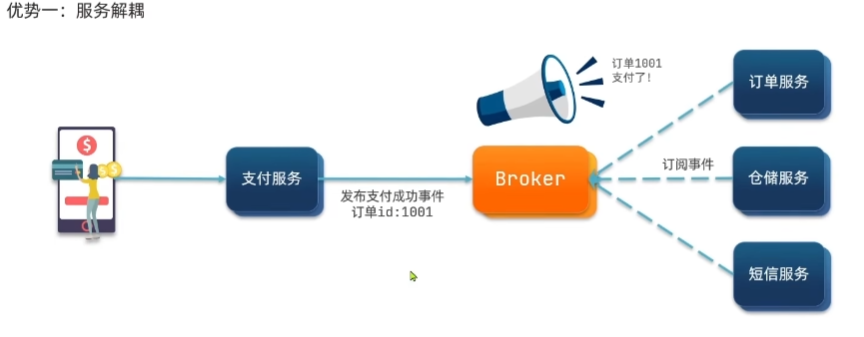 优势一：服务解耦
订单1001
支付了!
订单服务
支付服务
Broker
订阅事件
仓储服务
发布支付成功事件
订单id:1001
短信服务